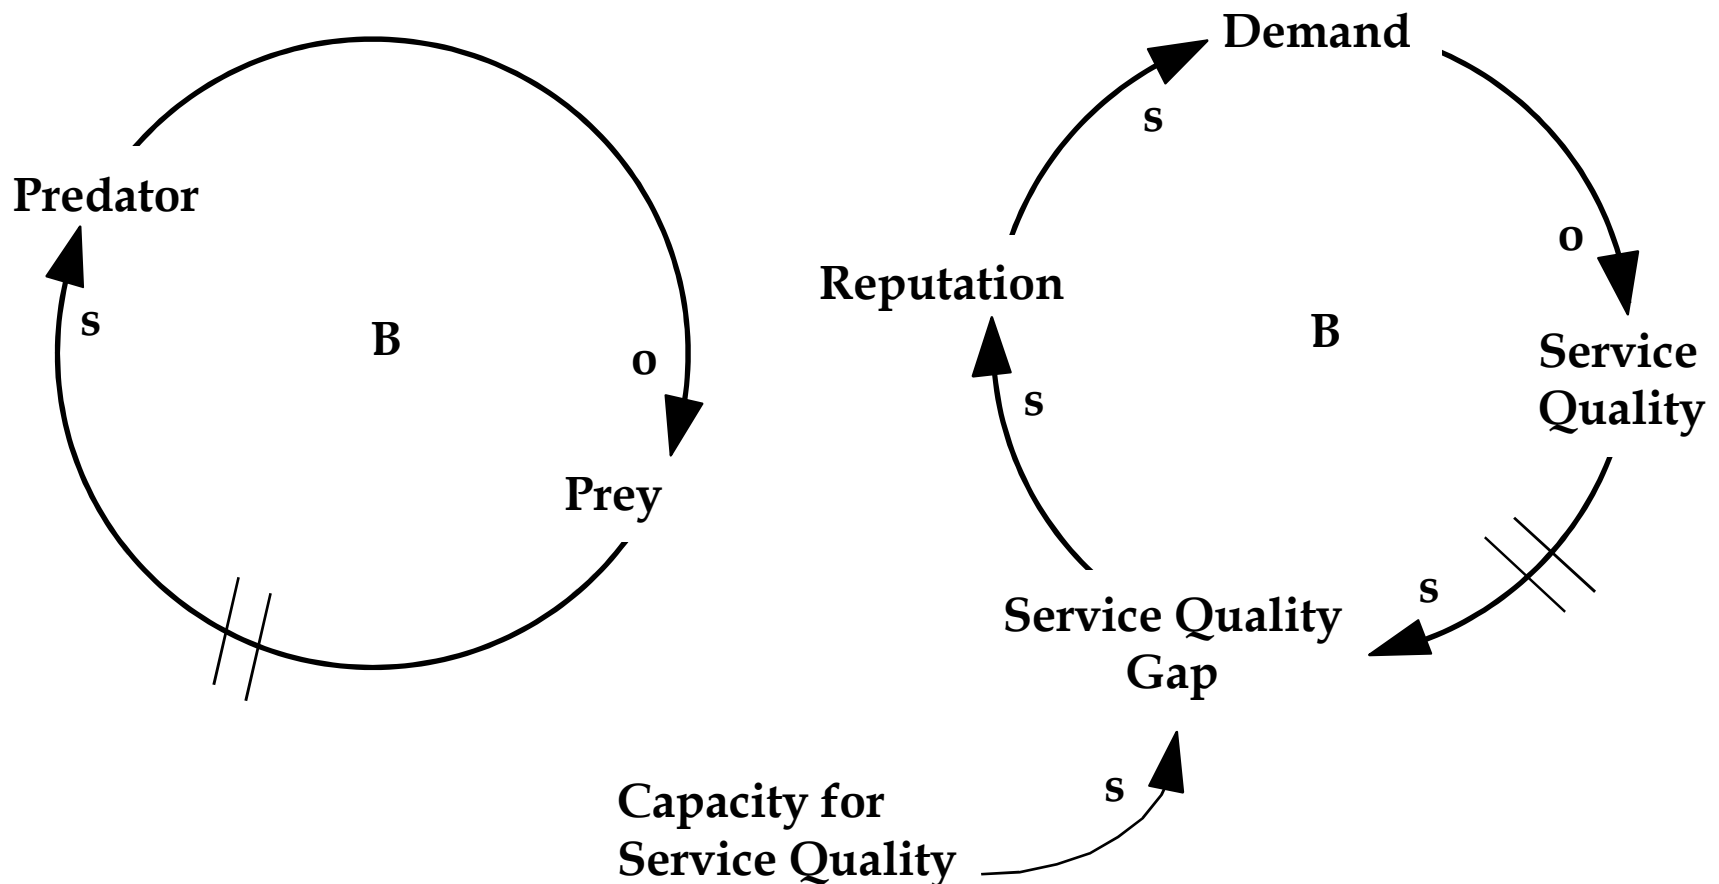 Predator
s
B
o
Prey
Demand
s
o
Reputation
B
Service
Quality
s
s
Service Quality
Gap
s
Capacity for
Service Quality